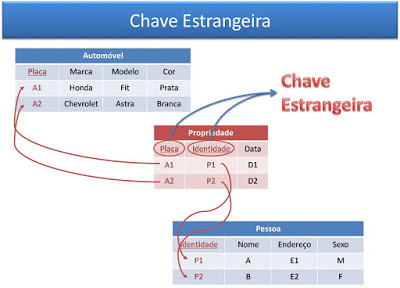 Chave Estrangeira
Automóvel
Placa Marca Modelo Cor
A1 Honda Fit Prata
A2 Chevrolet Astra Branca
Chave
Estrangeira
Propriedade
Placa Identidade Data
A1 P1 D1
A2 P2 D2
Pessoa
Identidade Nome Endereço Sexo
P1 A E1 M
P2 B E2 F